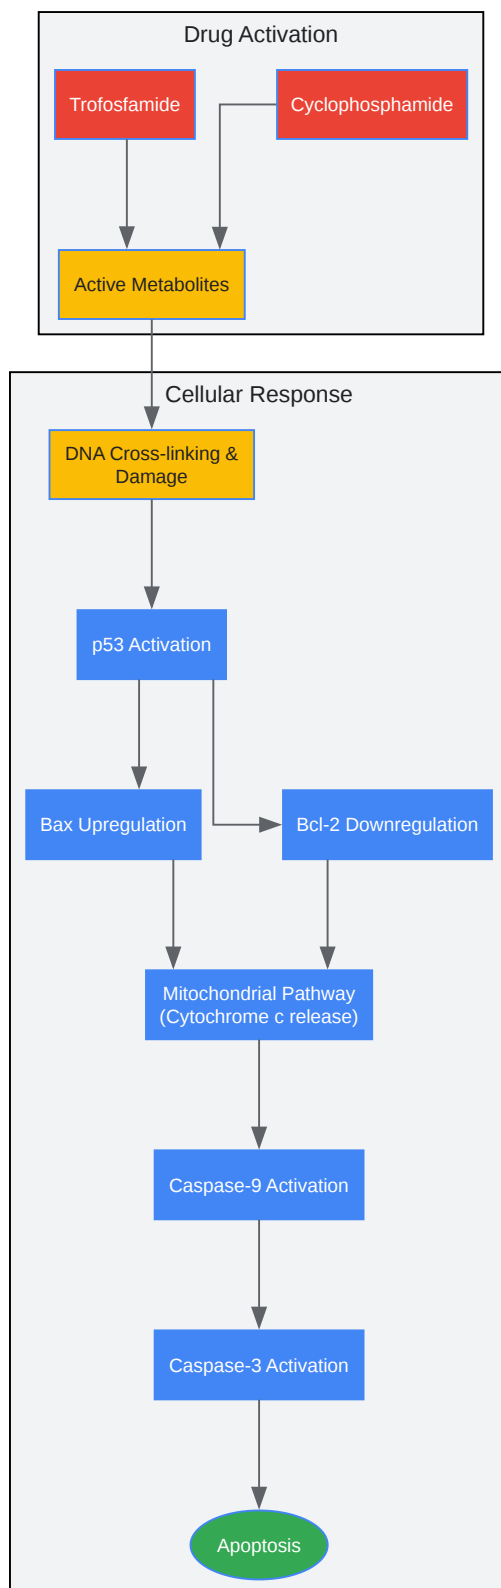 Drug Activation
Trofosfamide
Cyclophosphamide
Active Metabolites
Cellular Response
DNA Cross-linking &
Damage
p53 Activation
Bax Upregulation
Bcl-2 Downregulation
Mitochondrial Pathway
(Cytochrome c release)
Caspase-9 Activation
Caspase-3 Activation
Apoptosis